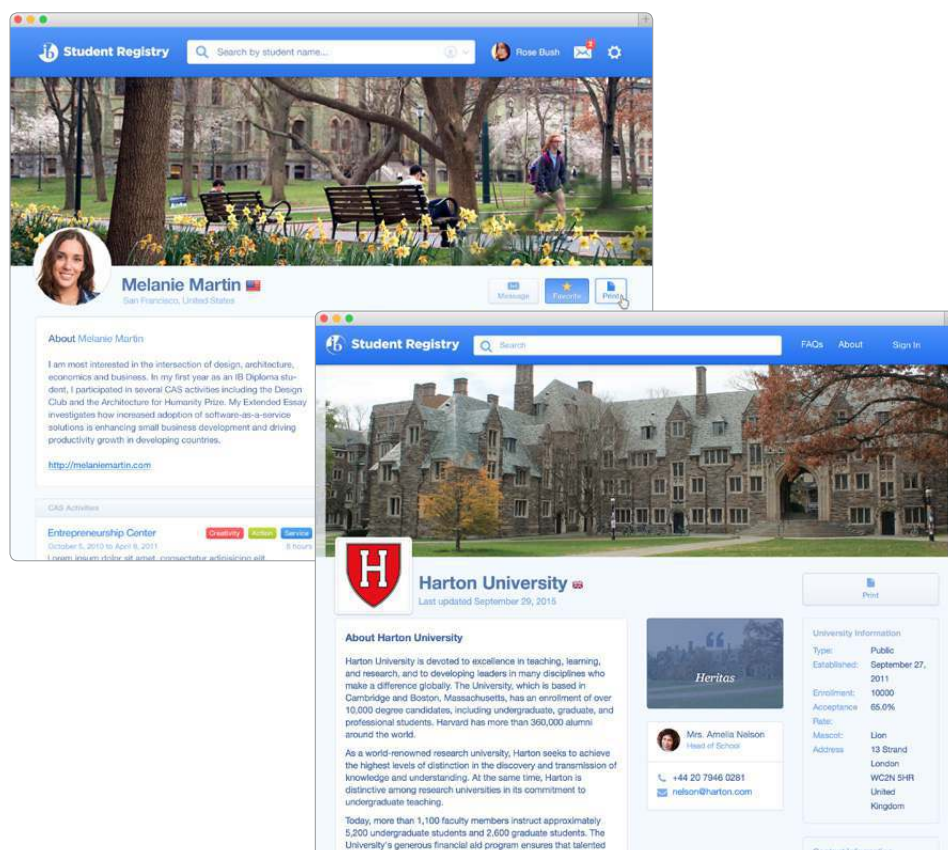 Student Registry
Search by student name...
Rose Bush
2
Melanie Martin
San Francisco, United States
Message
Favorite
Print
About Melanie Martin
I am most interested in the intersection of design, architecture,
economics and business. In my first year as an IB Diploma stu-
dent, I participated in several CAS activities including the Design
Club and the Architecture for Humanity Prize. My Extended Essay
investigates how increased adoption of software-as-a-service
solutions is enhancing small business development and driving
productivity growth in developing countries.
http://melaniemartin.com
CAS Activities
Entrepreneurship Center
Creativity
Action
Service
October 5, 2010 to April 8, 2011
8 hours
Lorem ipsum dolor sit amet, consectetur adipisicing elit
Student Registry
Search
FAQs
About
Sign In
H
Harton University
Last updated September 29, 2015
Print
About Harton University
Harton University is devoted to excellence in teaching, learning,
and research, and to developing leaders in many disciplines who
make a difference globally. The University, which is based in
Cambridge and Boston, Massachusetts, has an enrollment of over
10,000 degree candidates, including undergraduate, graduate, and
professional students. Harvard has more than 360,000 alumni
around the world.
As a world-renowned research university, Harton seeks to achieve
the highest levels of distinction in the discovery and transmission of
knowledge and understanding. At the same time, Harton is
distinctive among research universities in its commitment to
undergraduate teaching.
Today, more than 1,100 faculty members instruct approximately
5,200 undergraduate students and 2,600 graduate students. The
University's generous financial aid program ensures that talented
“
Heritas
Mrs. Amelia Nelson
Head of School
+44 20 7946 0281
nelson@harton.com
University Information
Type: Public
Established: September 27,
2011
Enrollment: 10000
Acceptance 65.0%
Rate:
Mascot: Lion
Address 13 Strand
London
WC2N 5HR
United
Kingdom